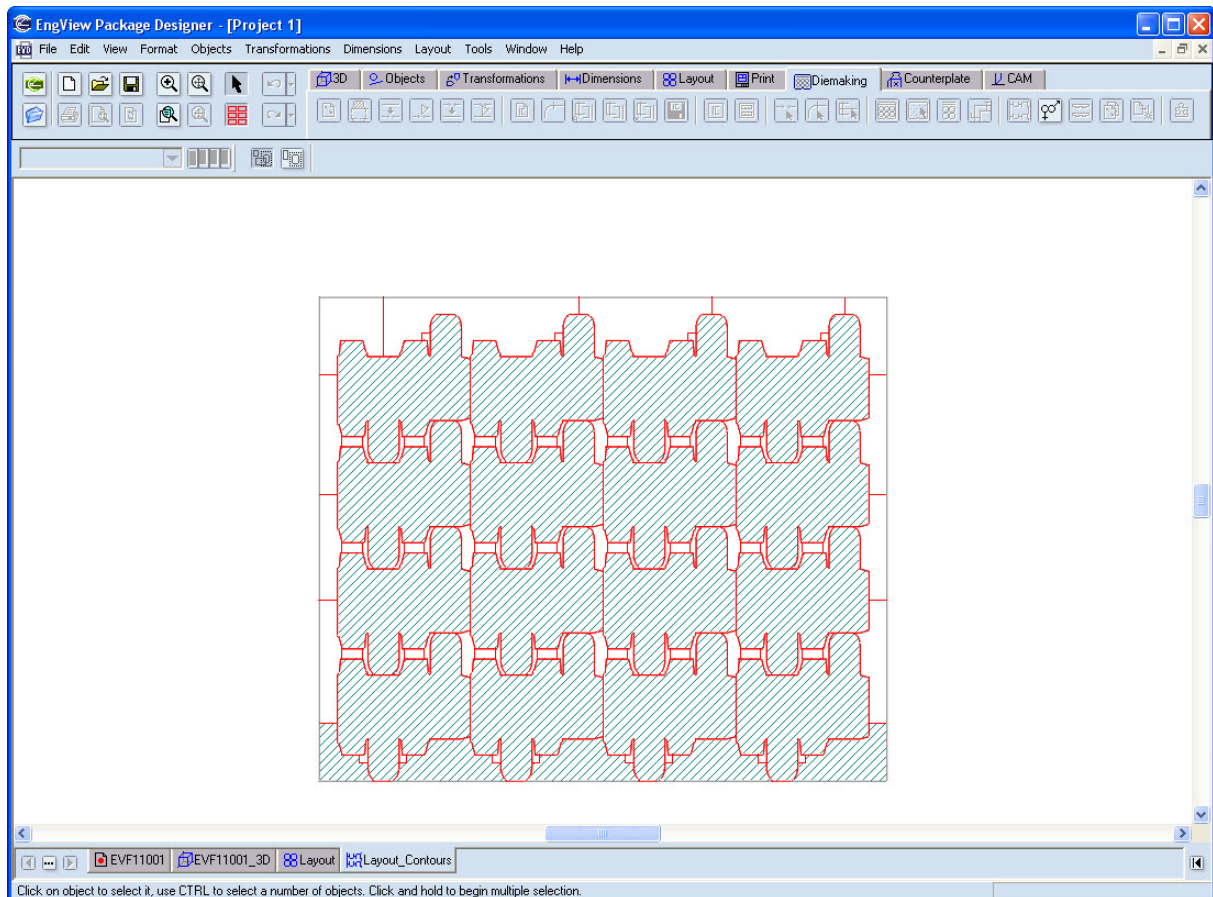 EngView Package Designer - [Project 1]
File Edit View Format Objects Transformations Dimensions Layout Tools Window Help
3D Objects Transformations Dimensions Layout Print Diemaking Counterplate CAM
EVF11001 EVF11001_3D Layout Layout_Contours
Click on object to select it, use CTRL to select a number of objects. Click and hold to begin multiple selection.